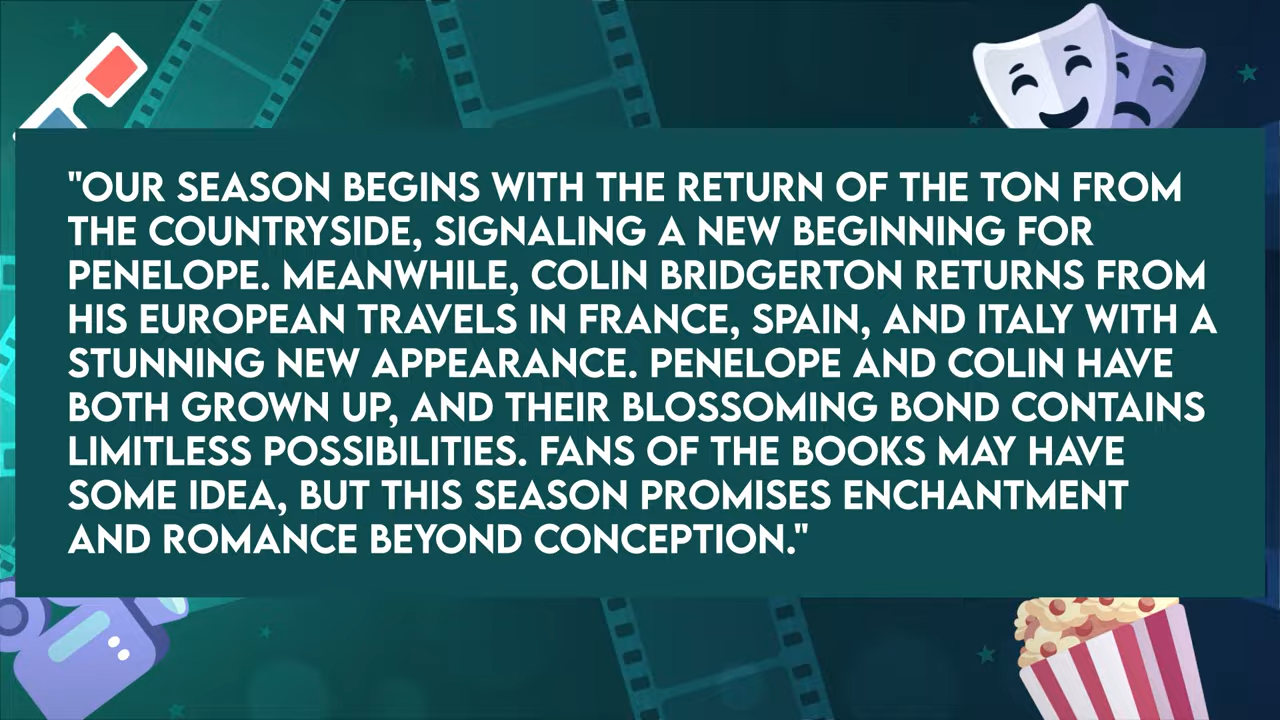 "OUR SEASON BEGINS WITH THE RETURN OF THE TON FROM
THE COUNTRYSIDE, SIGNALING A NEW BEGINNING FOR
PENELOPE. MEANWHILE, COLIN BRIDGERTON RETURNS FROM
HIS EUROPEAN TRAVELS IN FRANCE, SPAIN, AND ITALY WITH A
STUNNING NEW APPEARANCE. PENELOPE AND COLIN HAVE
BOTH GROWN UP, AND THEIR BLOSSOMING BOND CONTAINS
LIMITLESS POSSIBILITIES. FANS OF THE BOOKS MAY HAVE
SOME IDEA, BUT THIS SEASON PROMISES ENCHANTMENT
AND ROMANCE BEYOND CONCEPTION."